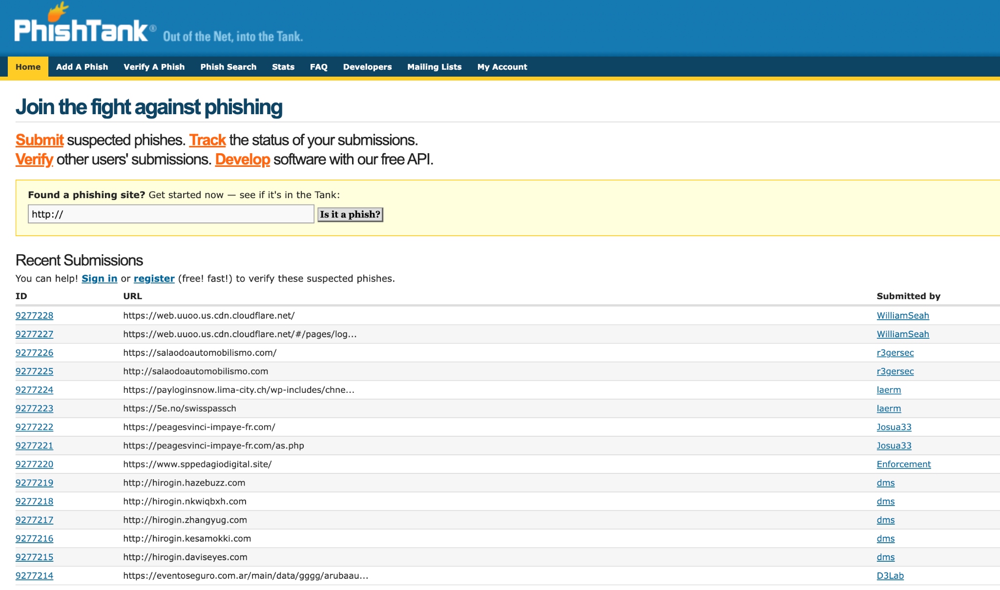 PhishTank® Out of the Net, into the Tank.
Home Add A Phish Verify A Phish Phish Search Stats FAQ Developers Mailing Lists My Account
Join the fight against phishing
Submit suspected phishes. Track the status of your submissions.
Verify other users' submissions. Develop software with our free API.
Found a phishing site? Get started now — see if it's in the Tank:
http:// Is it a phish?
Recent Submissions
You can help! Sign in or register (free! fast!) to verify these suspected phishes.
ID URL Submitted by
9277228 https://web.uuoo.us.cdn.cloudflare.net/ WilliamSeah
9277227 https://web.uuoo.us.cdn.cloudflare.net/#/pages/log... WilliamSeah
9277226 https://salaodoautomobilismo.com/ r3gersec
9277225 http://salaodoautomobilismo.com r3gersec
9277224 https://payloginsnow.lima-city.ch/wp-includes/chne... laerm
9277223 https://5e.no/swisspassch laerm
9277222 https://peagesvinci-impaye-fr.com/ Josua33
9277221 https://peagesvinci-impaye-fr.com/as.php Josua33
9277220 https://www.sppedagiodigital.site/ Enforcement
9277219 http://hirogin.hazebuzz.com dms
9277218 http://hirogin.nkwiqbxh.com dms
9277217 http://hirogin.zhangyug.com dms
9277216 http://hirogin.kesamokki.com dms
9277215 http://hirogin.daviseyes.com dms
9277214 https://eventoseguro.com.ar/main/data/gggg/arubaau... D3Lab